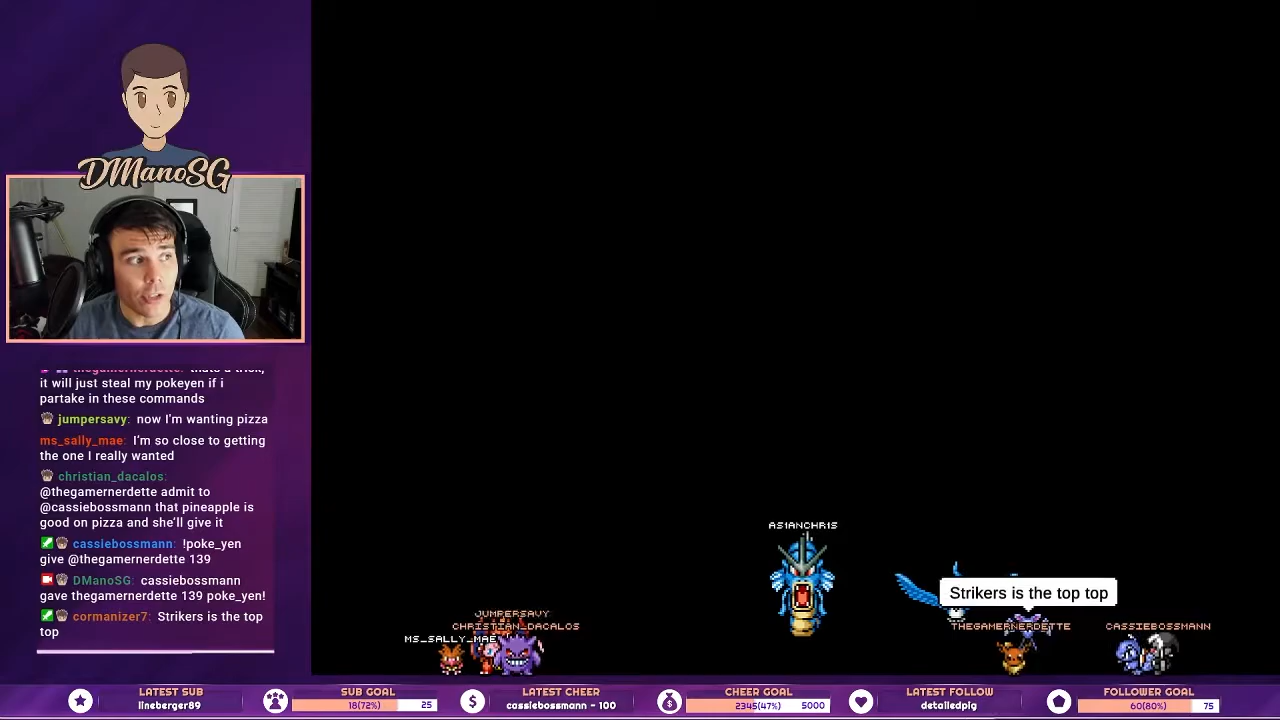 DManoSG
thegamernerdette: thats a trick,
it will just steal my pokeyen if i
partake in these commands
jumpersavy: now I'm wanting pizza
ms_sally_mae: I'm so close to getting
the one I really wanted
christian_dacalos:
@thegamernerdette admit to
@cassiebossmann that pineapple is
good on pizza and she'll give it
cassiebossmann: !poke_yen
give @thegamernerdette 139
DManoSG: cassiebossmann
gave thegamernerdette 139 poke_yen!
cormanizer7: Strikers is the top
top
AS1ANCHR1S
Strikers is the top top
JUMPERSAVY
CHRISTIAN_DACALOS
MS_SALLY_MAE
THEGAMERNERDETTE
CASSIEBOSSMANN
LATEST SUB
lineberger89
SUB GOAL
18(72%) 25
LATEST CHEER
cassiebossmann - 100
CHEER GOAL
2345(47%) 5000
LATEST FOLLOW
detailedpig
FOLLOWER GOAL
60(80%) 75